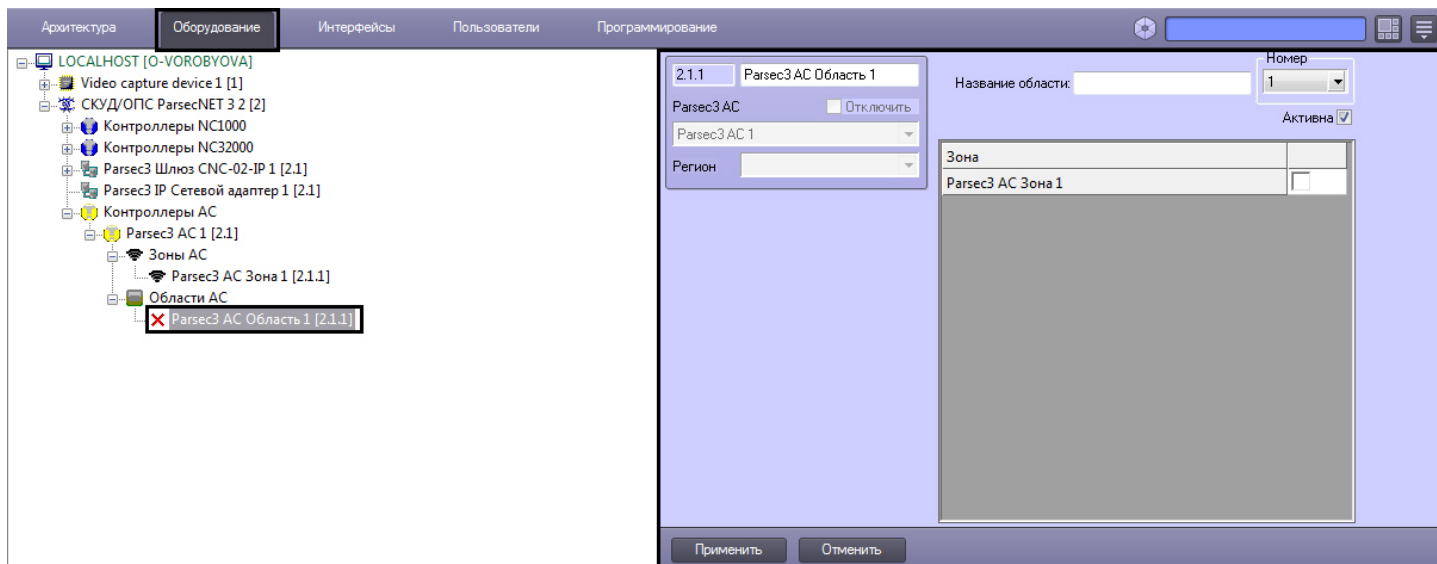 Архитектура Оборудование Интерфейсы Пользователи Программирование
LOCALHOST [O-VOROBYOVA]
Video capture device 1 [1]
СКУД/ОПС ParsecNET 3 2 [2]
Контроллеры NC1000
Контроллеры NC32000
Parsec3 Шлюз CNC-02-IP 1 [2.1]
Parsec3 IP Сетевой адаптер 1 [2.1]
Контроллеры АС
Parsec3 AC 1 [2.1]
Зоны АС
Parsec3 AC Зона 1 [2.1.1]
Области АС
Parsec3 AC Область 1 [2.1.1]
2.1.1 Parsec3 AC Область 1
Parsec3 AC Отключить
Parsec3 AC 1
Регион
Название области:
Номер
1
Активна
Зона
Parsec3 AC Зона 1
Применить Отменить